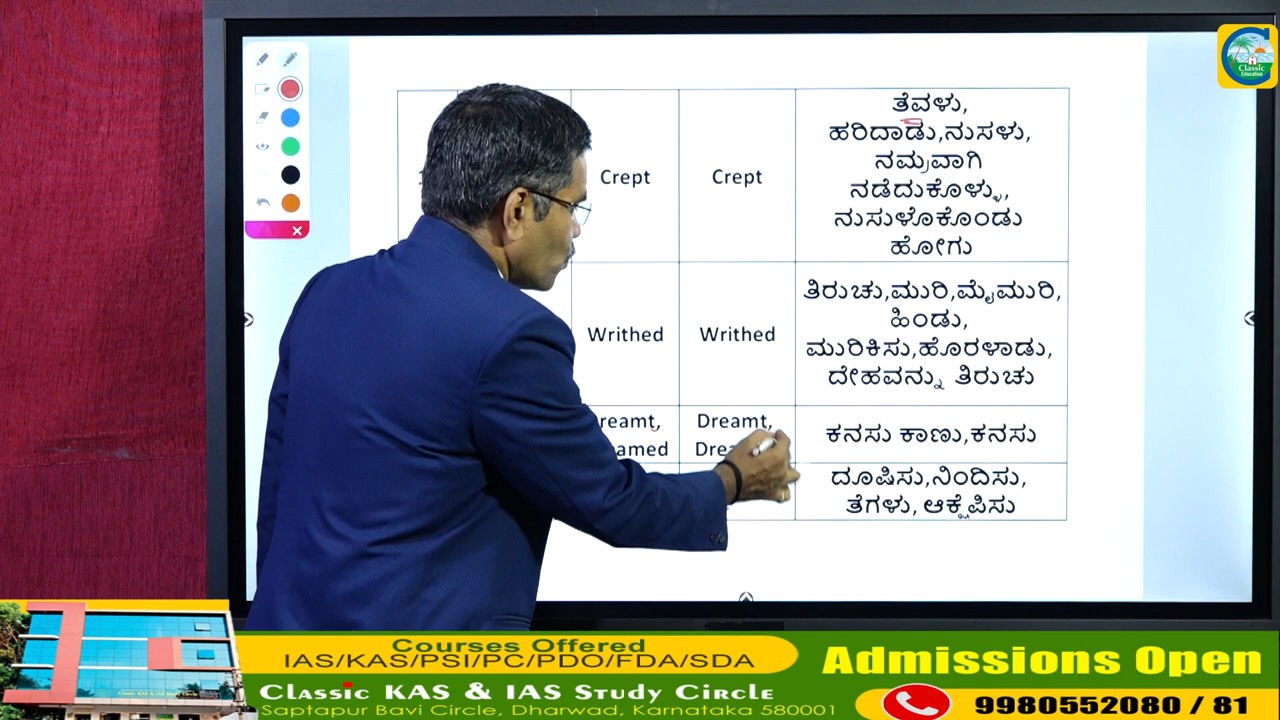 Classic
Education
Crept
Crept
ತೆವಳು,
ಹರಿದಾಡು,ನುಸಳು,
ನಮ್ರವಾಗಿ
ನಡೆದುಕೊಳ್ಳು,
ನುಸುಳೊಕೊಂಡು
ಹೋಗು
Writhed
Writhed
ತಿರುಚು,ಮುರಿ,ಮೈಮುರಿ,
ಹಿಂಡು,
ಮುರಿಕಿಸು,ಹೊರಳಾಡು,
ದೇಹವನ್ನು ತಿರುಚು
Dreamt,
ಕನಸು ಕಾಣು,ಕನಸು
ದೂಷಿಸು,ನಿಂದಿಸು,
ತೆಗಳು, ಆಕ್ಷೆಪಿಸು
Courses Offered
IAS/KAS/PSI/PC/PDO/FDA/SDA
Classic KAS & IAS Study Circle
Saptapur Bavi Circle, Dharwad, Karnataka 580001
Admissions Open
9980552080 / 81